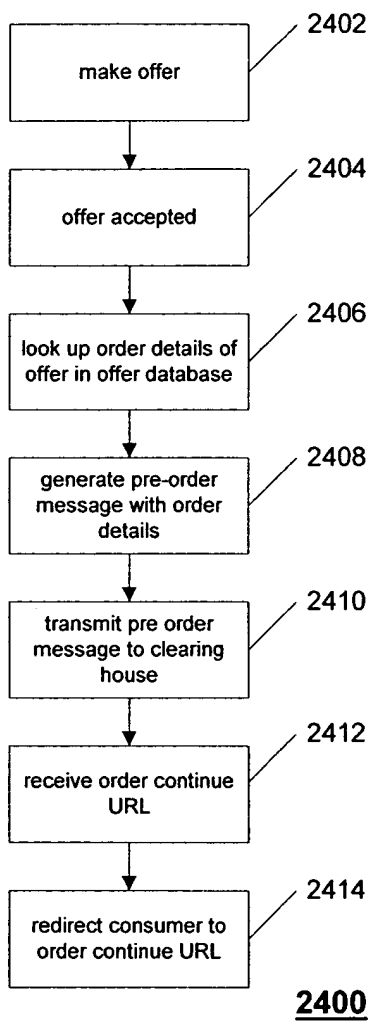 2402
make offer
2404
offer accepted
2406
look up order details of
offer in offer database
2408
generate pre-order
message with order
details
2410
transmit pre order
message to clearing
house
2412
receive order continue
URL
2414
redirect consumer to
order continue URL
2400